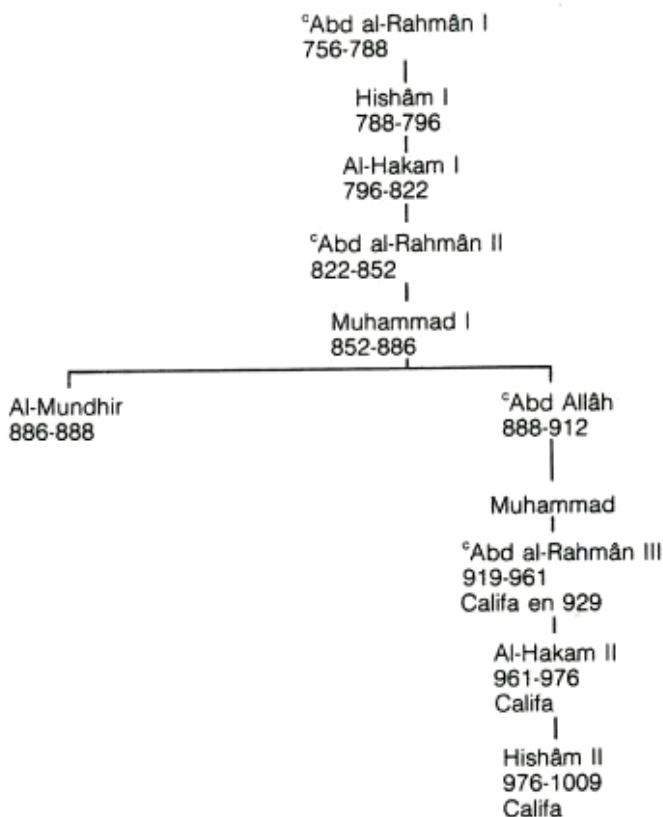 ᶜAbd al-Rahmân I
756-788
Hishâm I
788-796
Al-Hakam I
796-822
ᶜAbd al-Rahmân II
822-852
Muhammad I
852-886
Al-Mundhir
886-888
ᶜAbd Allâh
888-912
Muhammad
ᶜAbd al-Rahmân III
919-961
Califa en 929
Al-Hakam II
961-976
Califa
Hishâm II
976-1009
Califa